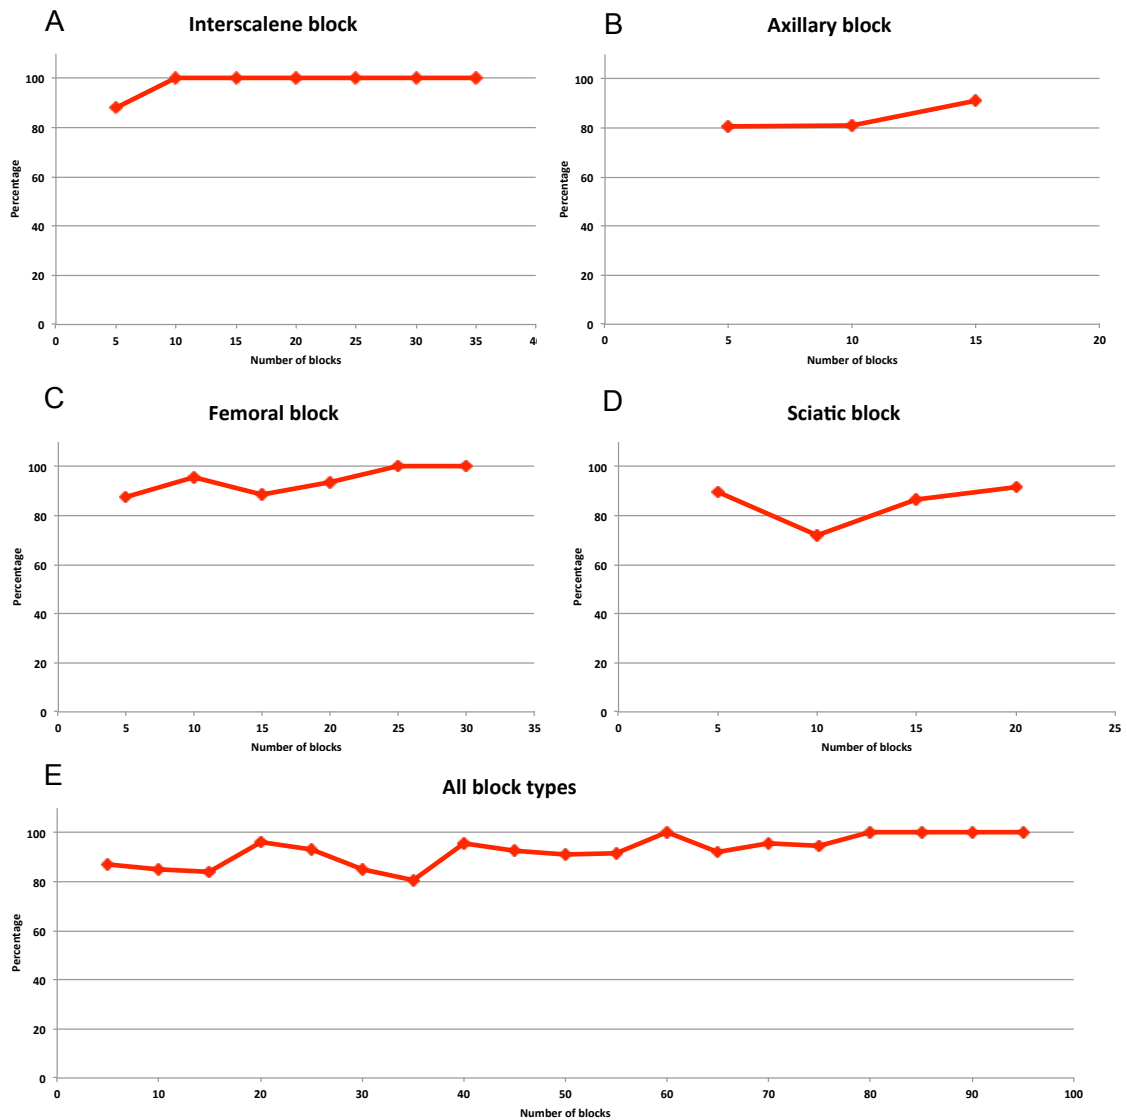 A
Interscalene block
100
80
60
40
20
0
Percentage
0 5 10 15 20 25 30 35
Number of blocks
B
Axillary block
100
80
60
40
20
0
Percentage
0 5 10 15 20
Number of blocks
C
Femoral block
100
80
60
40
20
0
Percentage
0 5 10 15 20 25 30 35
Number of blocks
D
Sciatic block
100
80
60
40
20
0
Percentage
0 5 10 15 20 25
Number of blocks
E
All block types
100
80
60
40
20
0
Percentage
0 10 20 30 40 50 60 70 80 90 100
Number of blocks